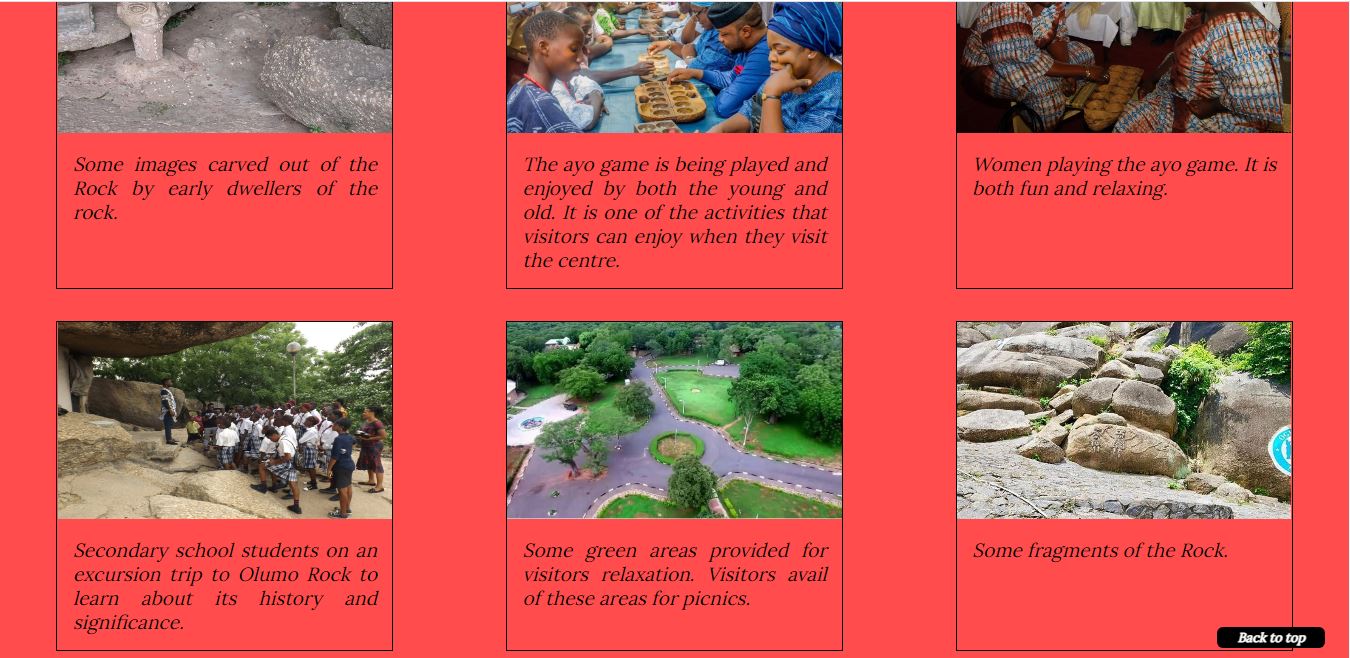 Some images carved out of the
Rock by early dwellers of the
rock.
The ayo game is being played and
enjoyed by both the young and
old. It is one of the activities that
visitors can enjoy when they visit
the centre.
Women playing the ayo game. It is
both fun and relaxing.
Secondary school students on an
excursion trip to Olumo Rock to
learn about its history and
significance.
Some green areas provided for
visitors relaxation. Visitors avail
of these areas for picnics.
Some fragments of the Rock.
Back to top